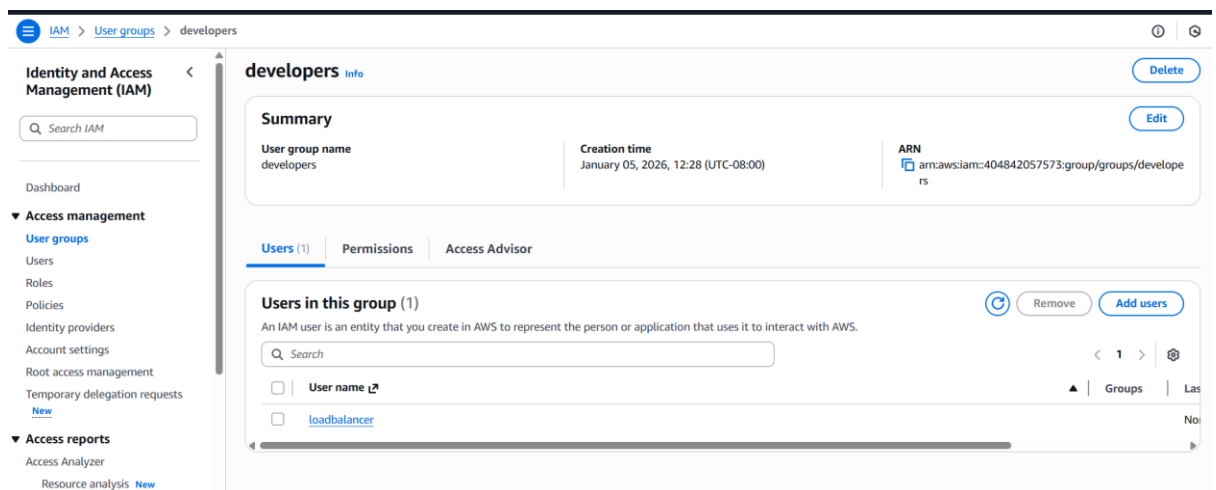 IAM > User groups > developers
Identity and Access
Management (IAM)
Search IAM
Dashboard
Access management
User groups
Users
Roles
Policies
Identity providers
Account settings
Root access management
Temporary delegation requests
New
Access reports
Access Analyzer
Resource analysis New
developers Info
Delete
Summary
Edit
User group name
developers
Creation time
January 05, 2026, 12:28 (UTC-08:00)
ARN
arn:aws:iam::404842057573:group/groups/develope
rs
Users (1)
Permissions
Access Advisor
Users in this group (1)
Remove
Add users
An IAM user is an entity that you create in AWS to represent the person or application that uses it to interact with AWS.
Search
< 1 >
User name
Groups
Las
loadbalancer